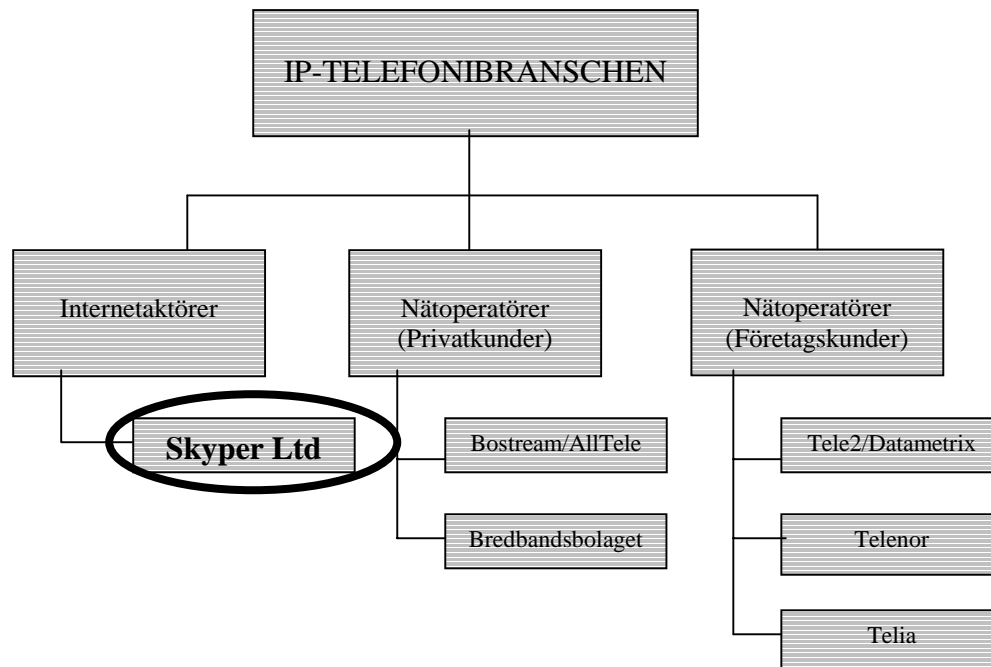 IP-TELEFONIBRANSCHEN
Internetaktörer
Nätoperatörer
(Privatkunder)
Nätoperatörer
(Företagskunder)
Skyper Ltd
Bostream/AllTele
Tele2/Datametrix
Bredbandsbolaget
Telenor
Telia